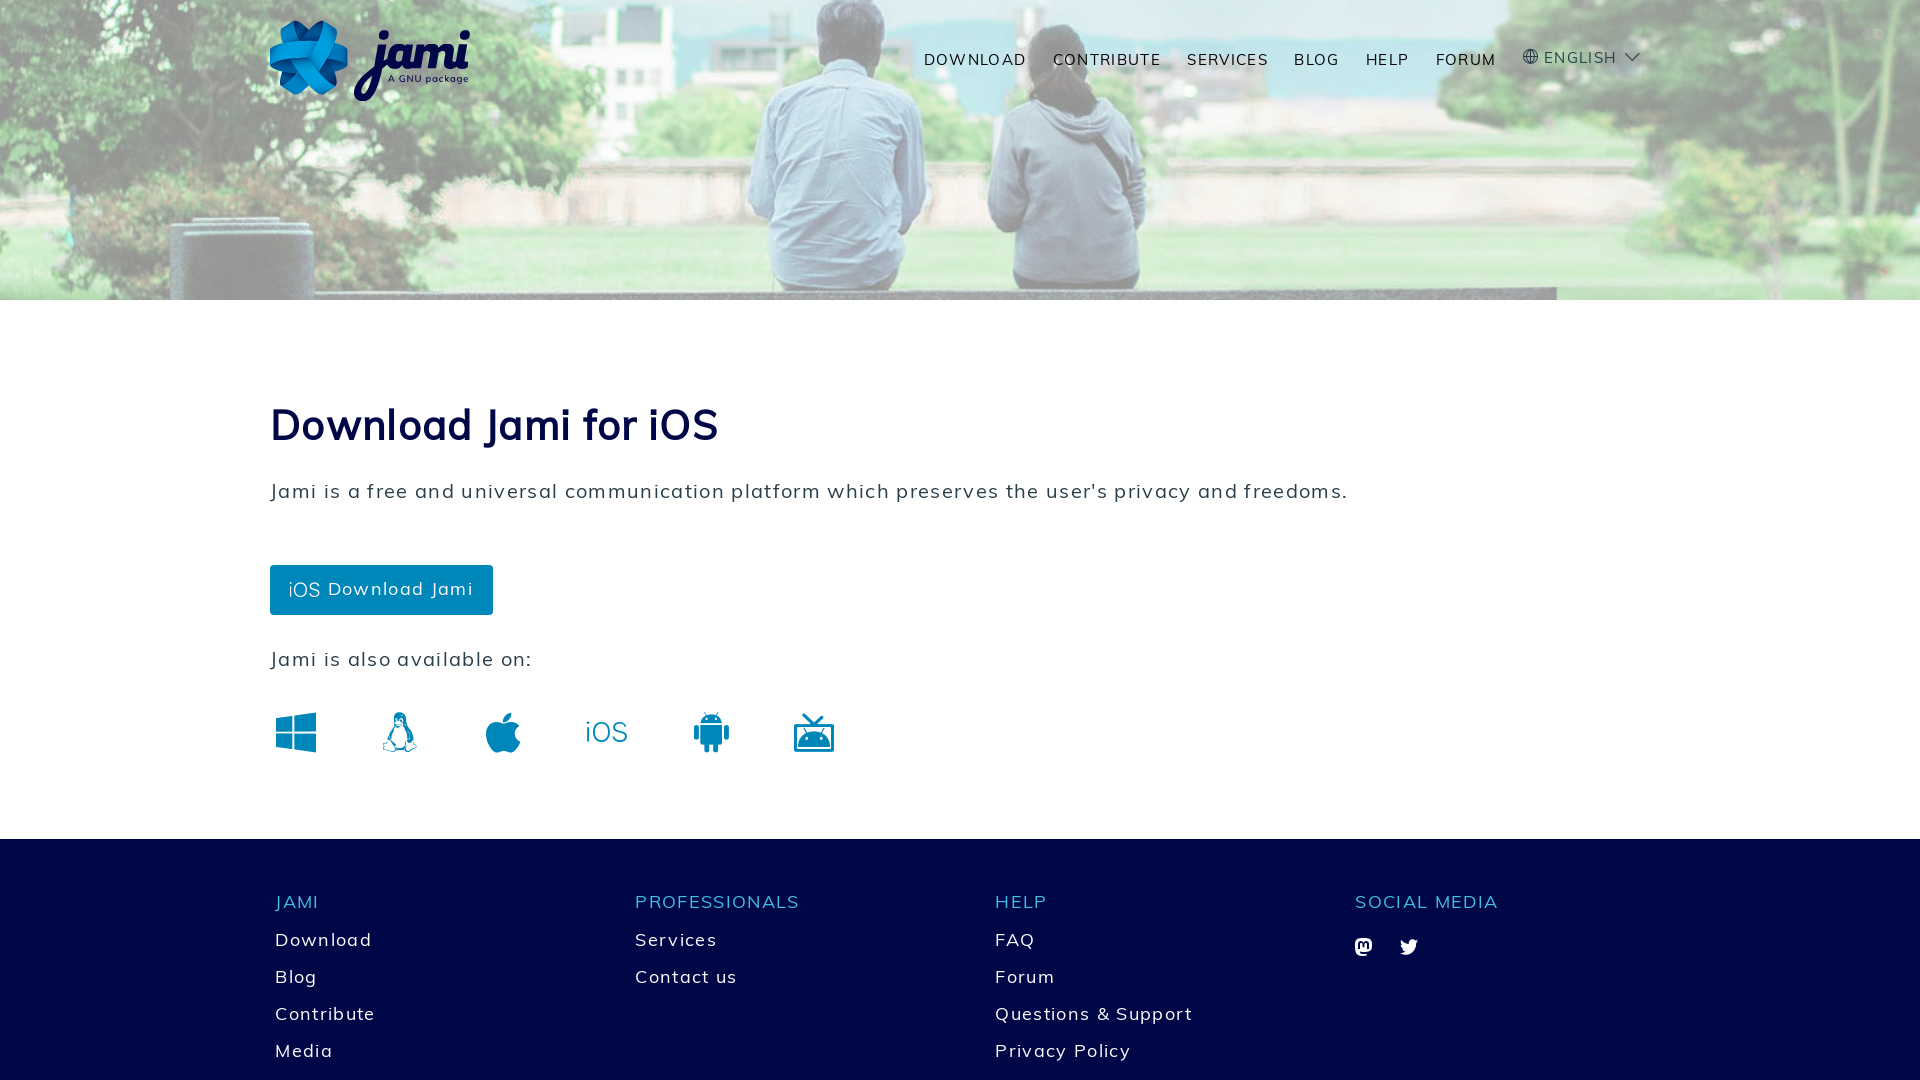 jami
A GNU package
DOWNLOAD CONTRIBUTE SERVICES BLOG HELP FORUM ENGLISH
Download Jami for iOS
Jami is a free and universal communication platform which preserves the user's privacy and freedoms.
iOS Download Jami
Jami is also available on:
iOS
JAMI
Download
Blog
Contribute
Media
PROFESSIONALS
Services
Contact us
HELP
FAQ
Forum
Questions & Support
Privacy Policy
SOCIAL MEDIA